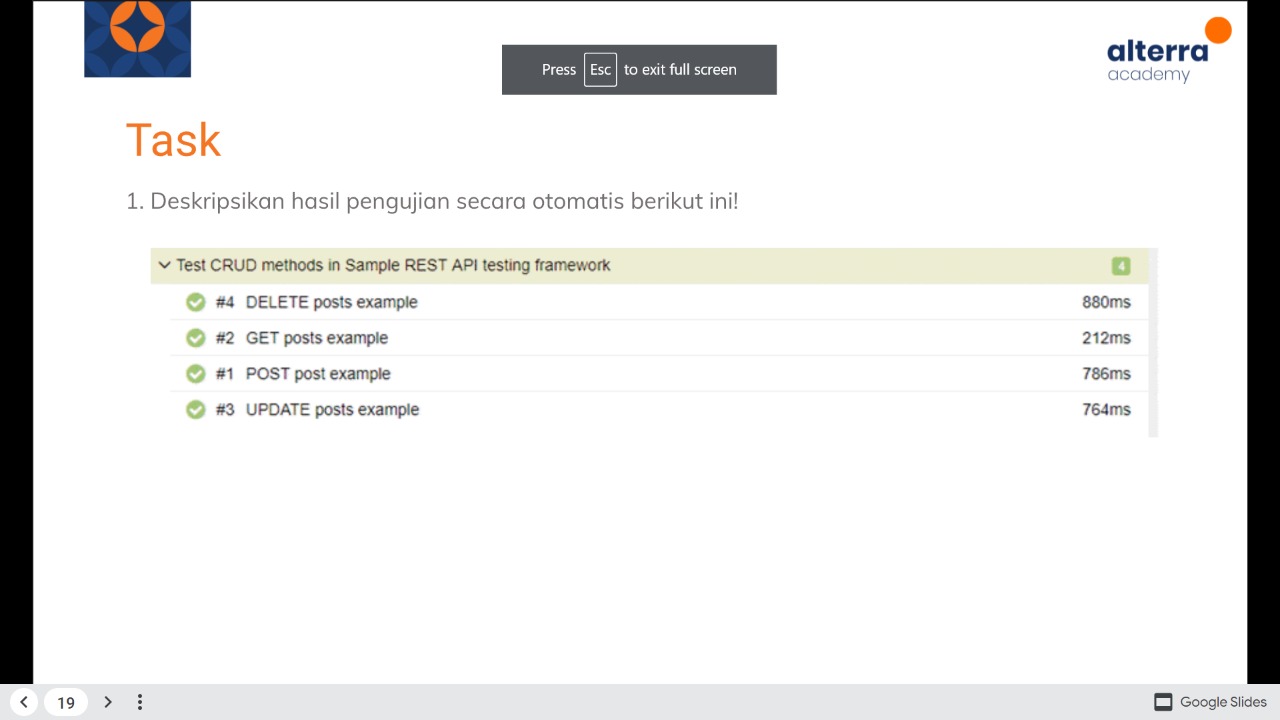 Press Esc to exit full screen
alterra
academy
Task
1. Deskripsikan hasil pengujian secara otomatis berikut ini!
Test CRUD methods in Sample REST API testing framework 4
#4 DELETE posts example 880ms
#2 GET posts example 212ms
#1 POST post example 786ms
#3 UPDATE posts example 764ms
19 Google Slides